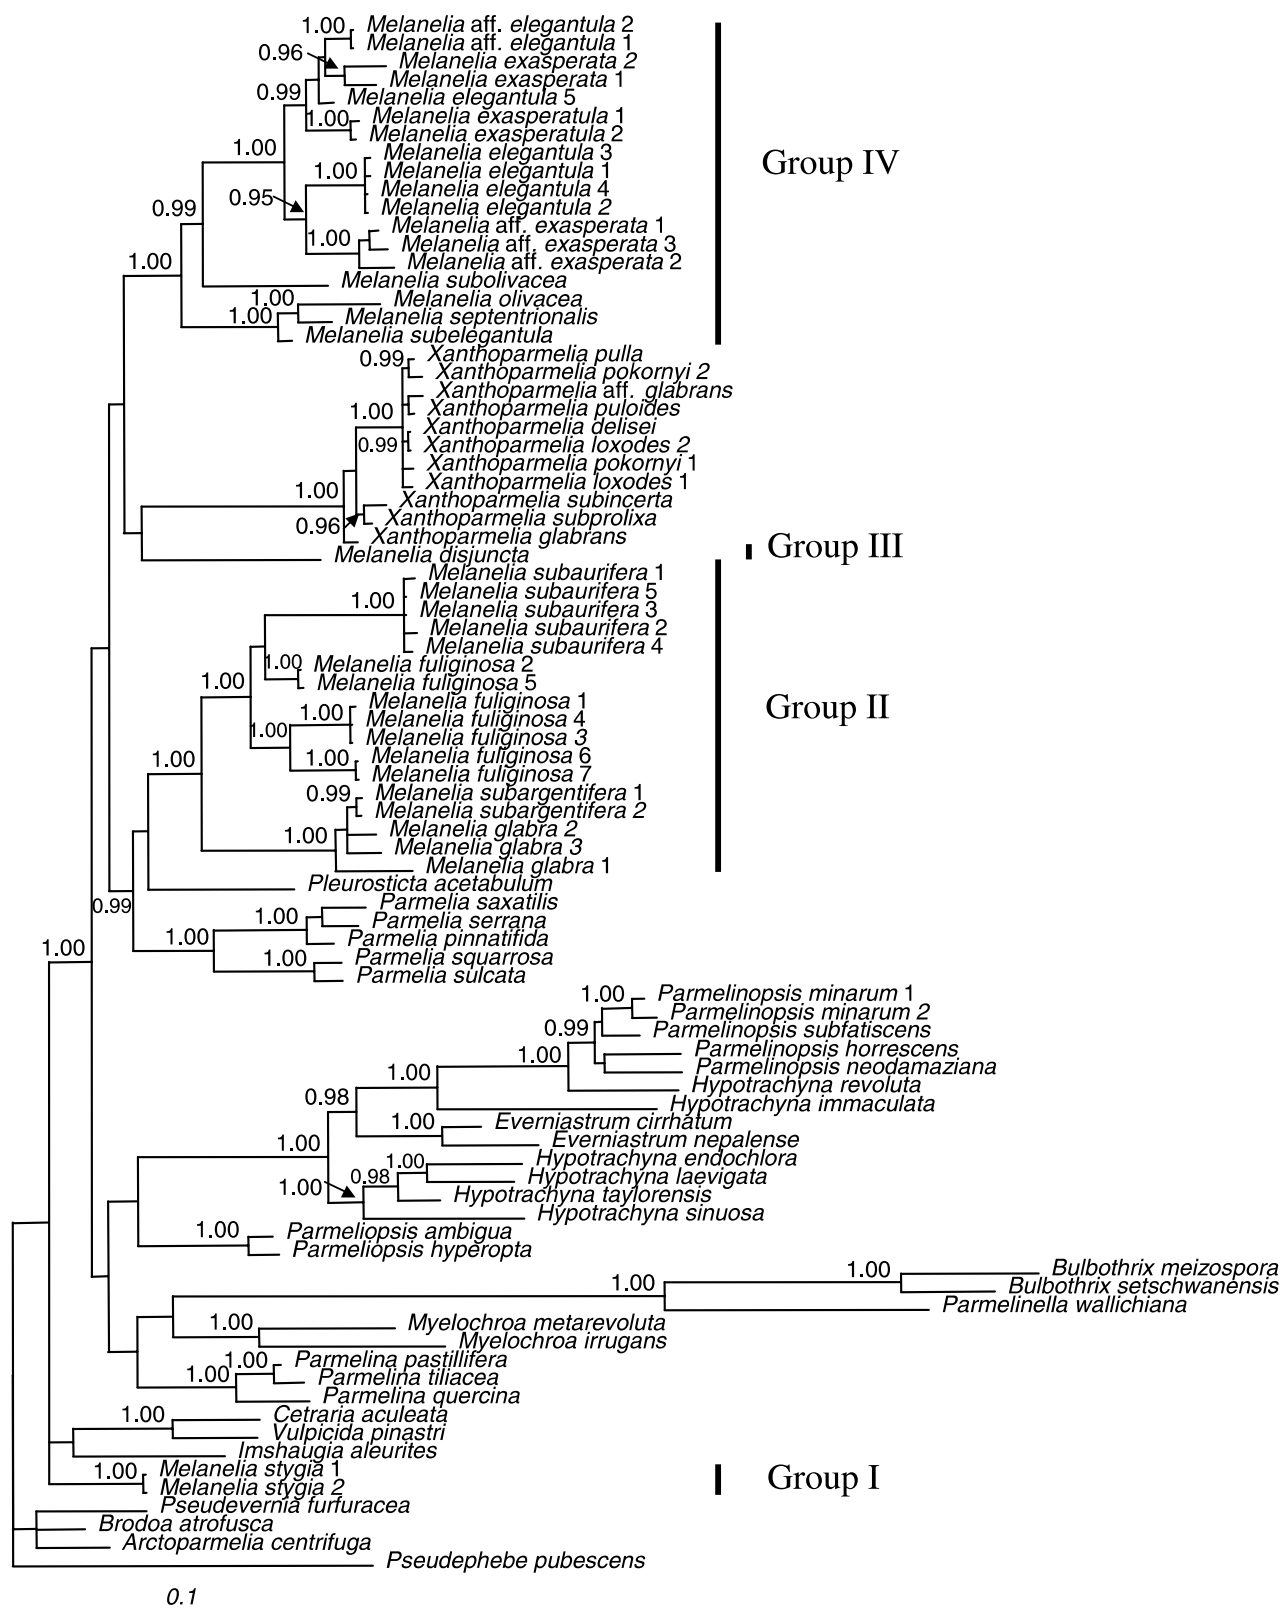 1.00
Melanelia aff. elegantula 2
Melanelia aff. elegantula 1
0.96
Melanelia exasperata 2
Melanelia exasperata 1
0.99
Melanelia elegantula 5
1.00
Melanelia exasperatula 1
Melanelia exasperatula 2
1.00
Melanelia elegantula 3
1.00
Melanelia elegantula 1
Group IV
0.95
Melanelia elegantula 4
0.99
Melanelia elegantula 2
Melanelia aff. exasperata 1
1.00
Melanelia aff. exasperata 3
1.00
Melanelia aff. exasperata 2
Melanelia subolivacea
1.00
Melanelia olivacea
1.00
Melanelia septentrionalis
Melanelia subelegantula
0.99
Xanthoparmelia pulla
Xanthoparmelia pokornyi 2
Xanthoparmelia aff. glabrans
1.00
Xanthoparmelia puloides
Xanthoparmelia delisei
0.99
Xanthoparmelia loxodes 2
Xanthoparmelia pokornyi 1
Xanthoparmelia loxodes 1
1.00
Xanthoparmelia subincerta
0.96
Xanthoparmelia subprolixa
Xanthoparmelia glabrans
Group III
Melanelia disjuncta
Melanelia subaurifera 1
Melanelia subaurifera 5
1.00
Melanelia subaurifera 3
Melanelia subaurifera 2
Melanelia subaurifera 4
1.00
Melanelia fuliginosa 2
1.00
Melanelia fuliginosa 5
Melanelia fuliginosa 1
1.00
Melanelia fuliginosa 4
Group II
1.00
Melanelia fuliginosa 3
1.00
Melanelia fuliginosa 6
1.00
Melanelia fuliginosa 7
0.99
Melanelia subargentifera 1
Melanelia subargentifera 2
1.00
Melanelia glabra 2
Melanelia glabra 3
Melanelia glabra 1
Pleurosticta acetabulum
0.99
Parmelia saxatilis
1.00
Parmelia serrana
1.00
Parmelia pinnatifida
1.00
1.00
Parmelia squarrosa
Parmelia sulcata
1.00
Parmelinopsis minarum 1
Parmelinopsis minarum 2
0.99
Parmelinopsis subfatiscens
1.00
Parmelinopsis horrescens
1.00
Parmelinopsis neodamaziana
Hypotrachyna revoluta
0.98
Hypotrachyna immaculata
1.00
Everniastrum cirrhatum
1.00
Everniastrum nepalense
1.00
Hypotrachyna endochlora
0.98
Hypotrachyna laevigata
1.00
Hypotrachyna taylorensis
Hypotrachyna sinuosa
1.00
Parmeliopsis ambigua
Parmeliopsis hyperopta
1.00
Bulbothrix meizospora
1.00
Bulbothrix setschwanensis
Parmelinella wallichiana
1.00
Myelochroa metarevoluta
Myelochroa irrugans
1.00
Parmelina pastillifera
1.00
Parmelina tiliacea
Parmelina quercina
1.00
Cetraria aculeata
Vulpicida pinastri
Imshaugia aleurites
1.00
Melanelia stygia 1
Group I
Melanelia stygia 2
Pseudevernia furfuracea
Brodoa atrofusca
Arctoparmelia centrifuga
Pseudephebe pubescens
0.1